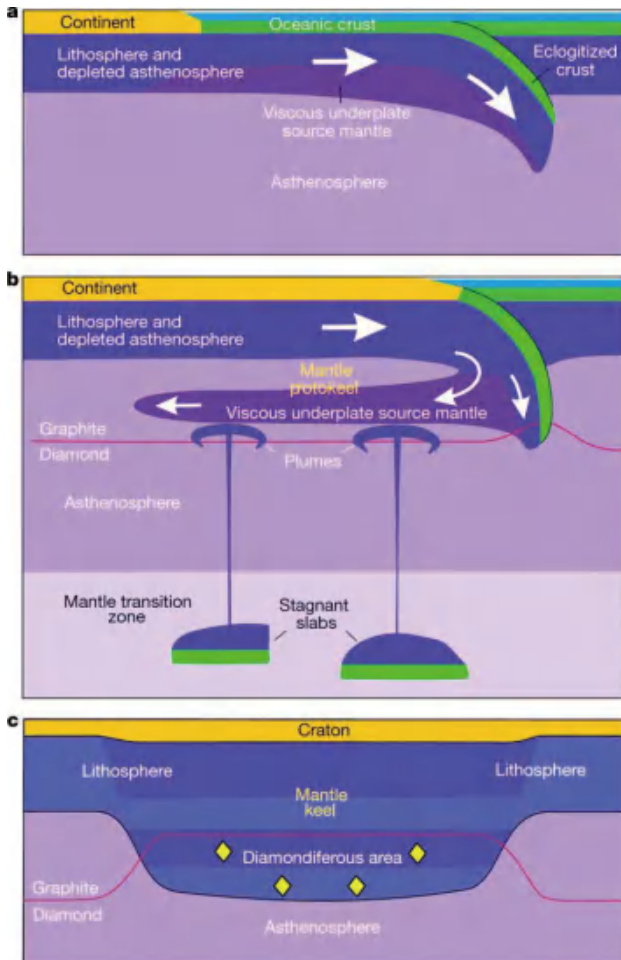 a
Continent
Oceanic crust
Lithosphere and
depleted asthenosphere
Eclogitized
crust
Viscous underplate
source mantle
Asthenosphere
b
Continent
Lithosphere and
depleted asthenosphere
Mantle
protokeel
Viscous underplate source mantle
Graphite
Diamond
Plumes
Asthenosphere
Mantle transition
zone
Stagnant
slabs
c
Craton
Lithosphere
Lithosphere
Mantle
keel
Diamondiferous area
Graphite
Diamond
Asthenosphere